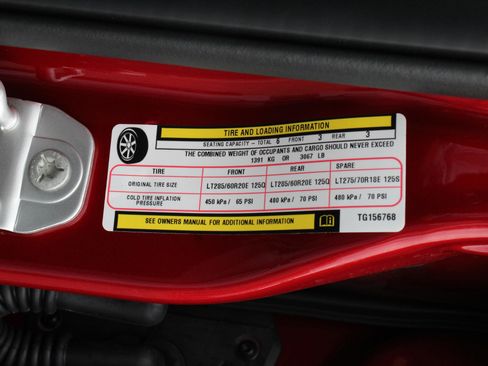 TIRE AND LOADING INFORMATION
SEATING CAPACITY - TOTAL 6 FRONT 3 REAR 3
THE COMBINED WEIGHT OF OCCUPANTS AND CARGO SHOULD NEVER EXCEED
1391 KG OR 3067 LB
TIRE FRONT REAR SPARE
ORIGINAL TIRE SIZE LT285/60R20E 125Q LT285/60R20E 125Q LT275/70R18E 125S
COLD TIRE INFLATION PRESSURE 450 kPa / 65 PSI 480 kPa / 70 PSI 480 kPa / 70 PSI
SEE OWNERS MANUAL FOR ADDITIONAL INFORMATION TG156768